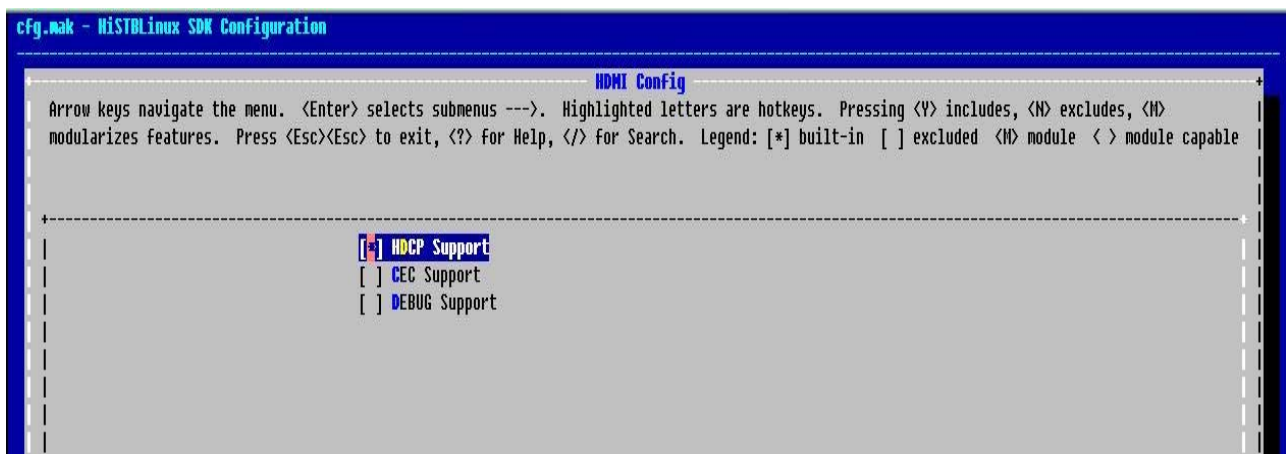 cfg.mak - HiSTBLinux SDK Configuration
HDMI Config
Arrow keys navigate the menu. <Enter> selects submenus --->. Highlighted letters are hotkeys. Pressing <Y> includes, <N> excludes, <M>
modularizes features. Press <Esc><Esc> to exit, <?> for Help, </> for Search. Legend: [*] built-in [ ] excluded <M> module < > module capable
[*] HDCP Support
[ ] CEC Support
[ ] DEBUG Support